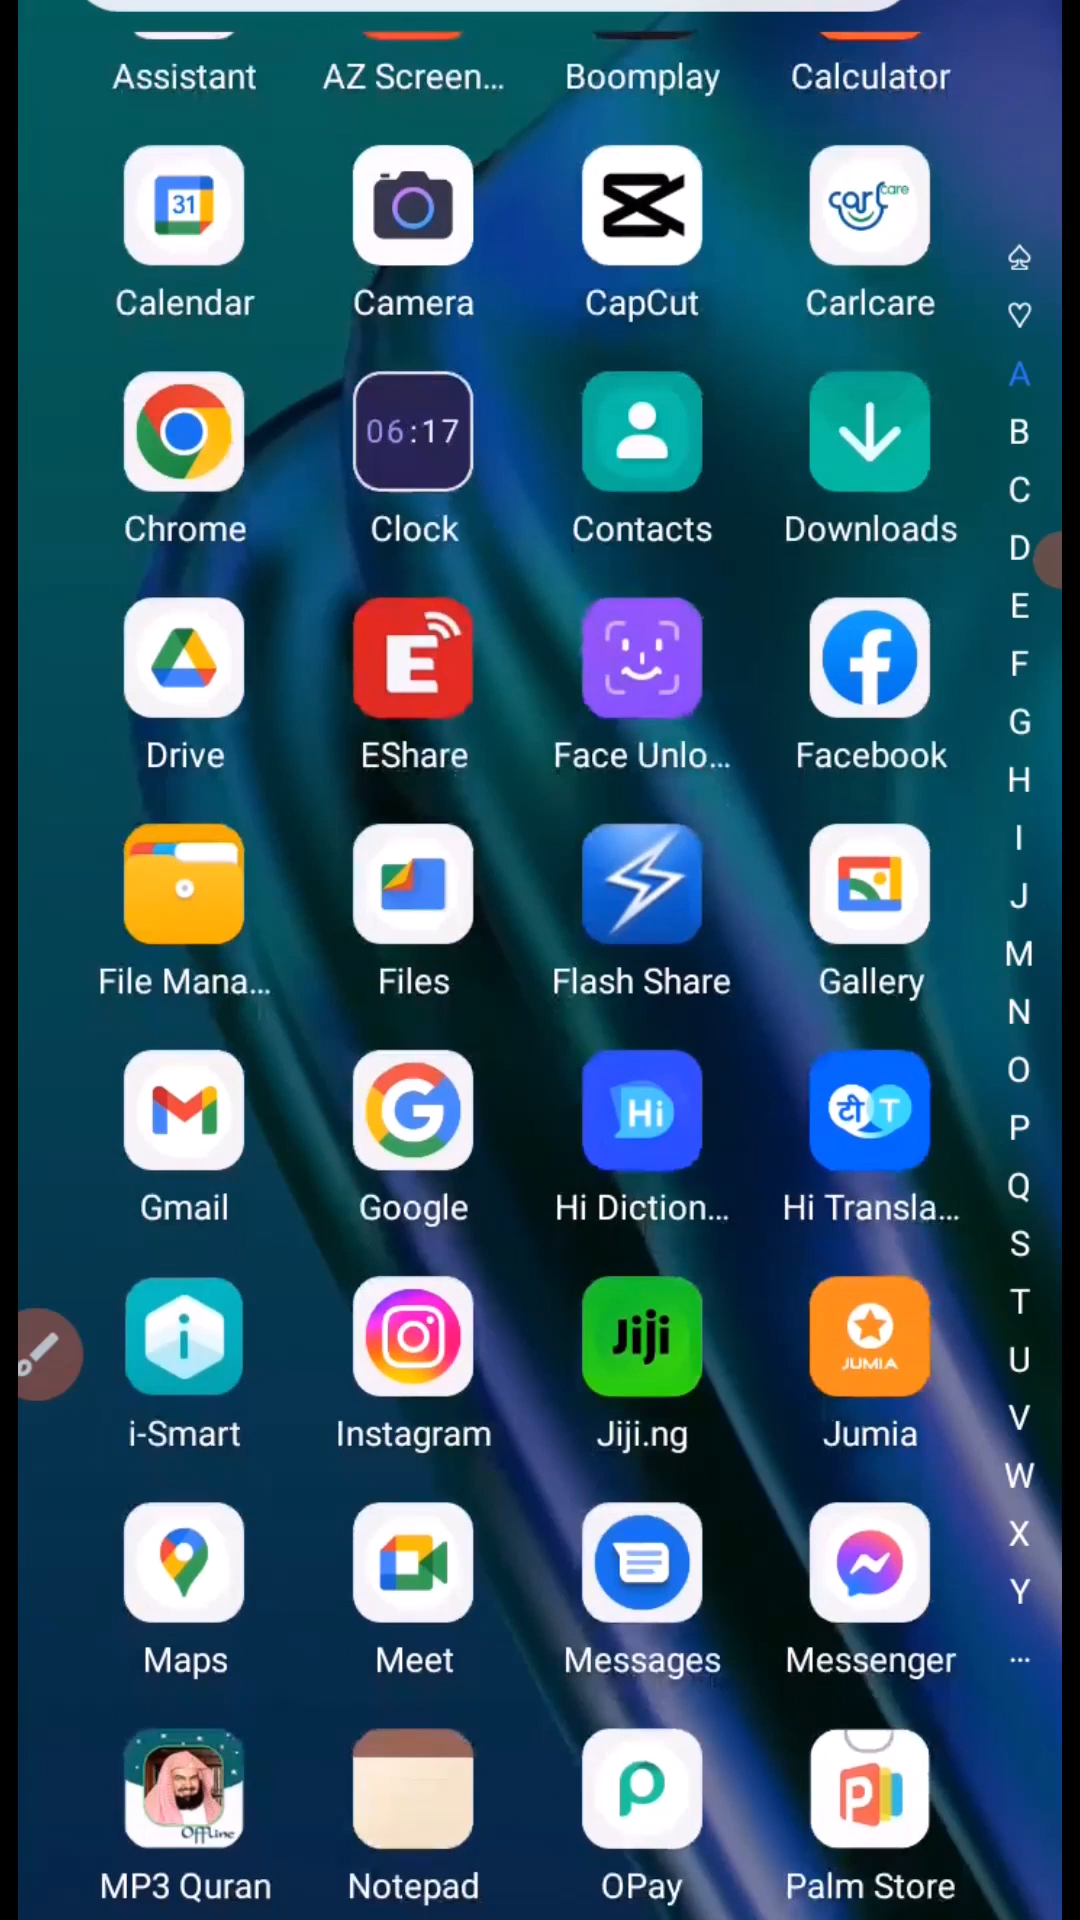 Assistant AZ Screen... Boomplay Calculator
31
carl care
Calendar Camera CapCut Carlcare
06:17
Chrome Clock Contacts Downloads
E
Drive EShare Face Unlo... Facebook
File Mana... Files Flash Share Gallery
G Hi टी T
Gmail Google Hi Diction... Hi Transla...
i Jiji JUMIA
i-Smart Instagram Jiji.ng Jumia
Maps Meet Messages Messenger
OffLine P
MP3 Quran Notepad OPay Palm Store
A
B
C
D
E
F
G
H
I
J
M
N
O
P
Q
S
T
U
V
W
X
Y
...